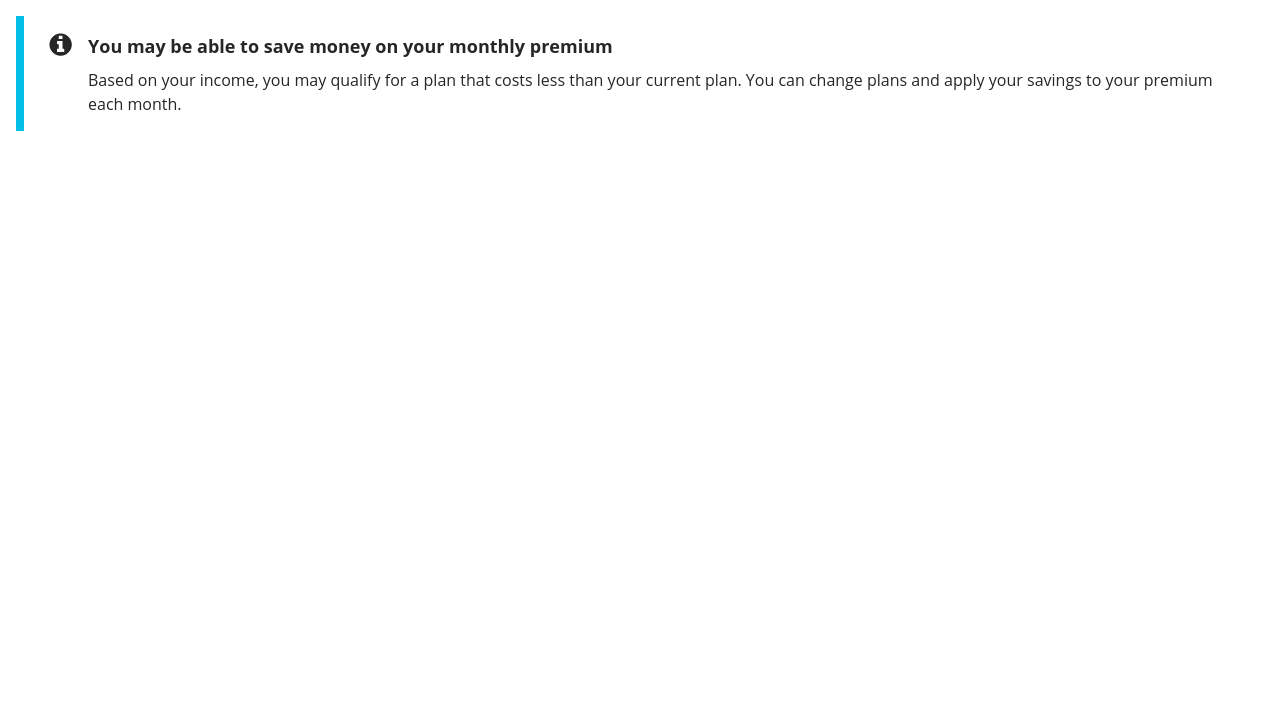 You may be able to save money on your monthly premium
Based on your income, you may qualify for a plan that costs less than your current plan. You can change plans and apply your savings to your premium
each month.